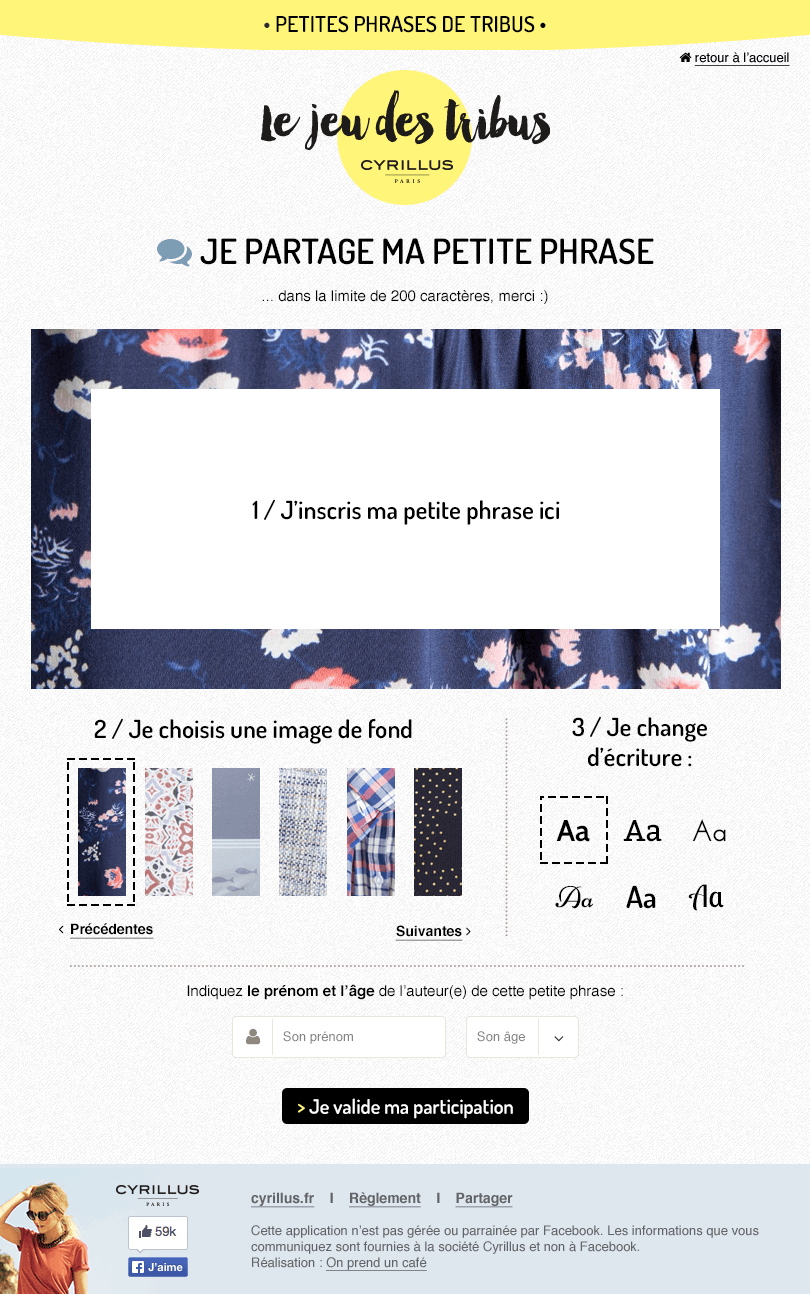 • PETITES PHRASES DE TRIBUS •
retour à l'accueil
Le jeu des tribus
CYRILLUS
PARIS
JE PARTAGE MA PETITE PHRASE
... dans la limite de 200 caractères, merci :)
1 / J'inscris ma petite phrase ici
2 / Je choisis une image de fond
3 / Je change
d'écriture :
Aa Aa Aa
Aa Aa Aa
‹ Précédentes
Suivantes ›
Indiquez le prénom et l'âge de l'auteur(e) de cette petite phrase :
Son prénom
Son âge
> Je valide ma participation
CYRILLUS
PARIS
59k
J'aime
cyrillus.fr I Règlement I Partager
Cette application n'est pas gérée ou parrainée par Facebook. Les informations que vous
communiquez sont fournies à la société Cyrillus et non à Facebook.
Réalisation : On prend un café